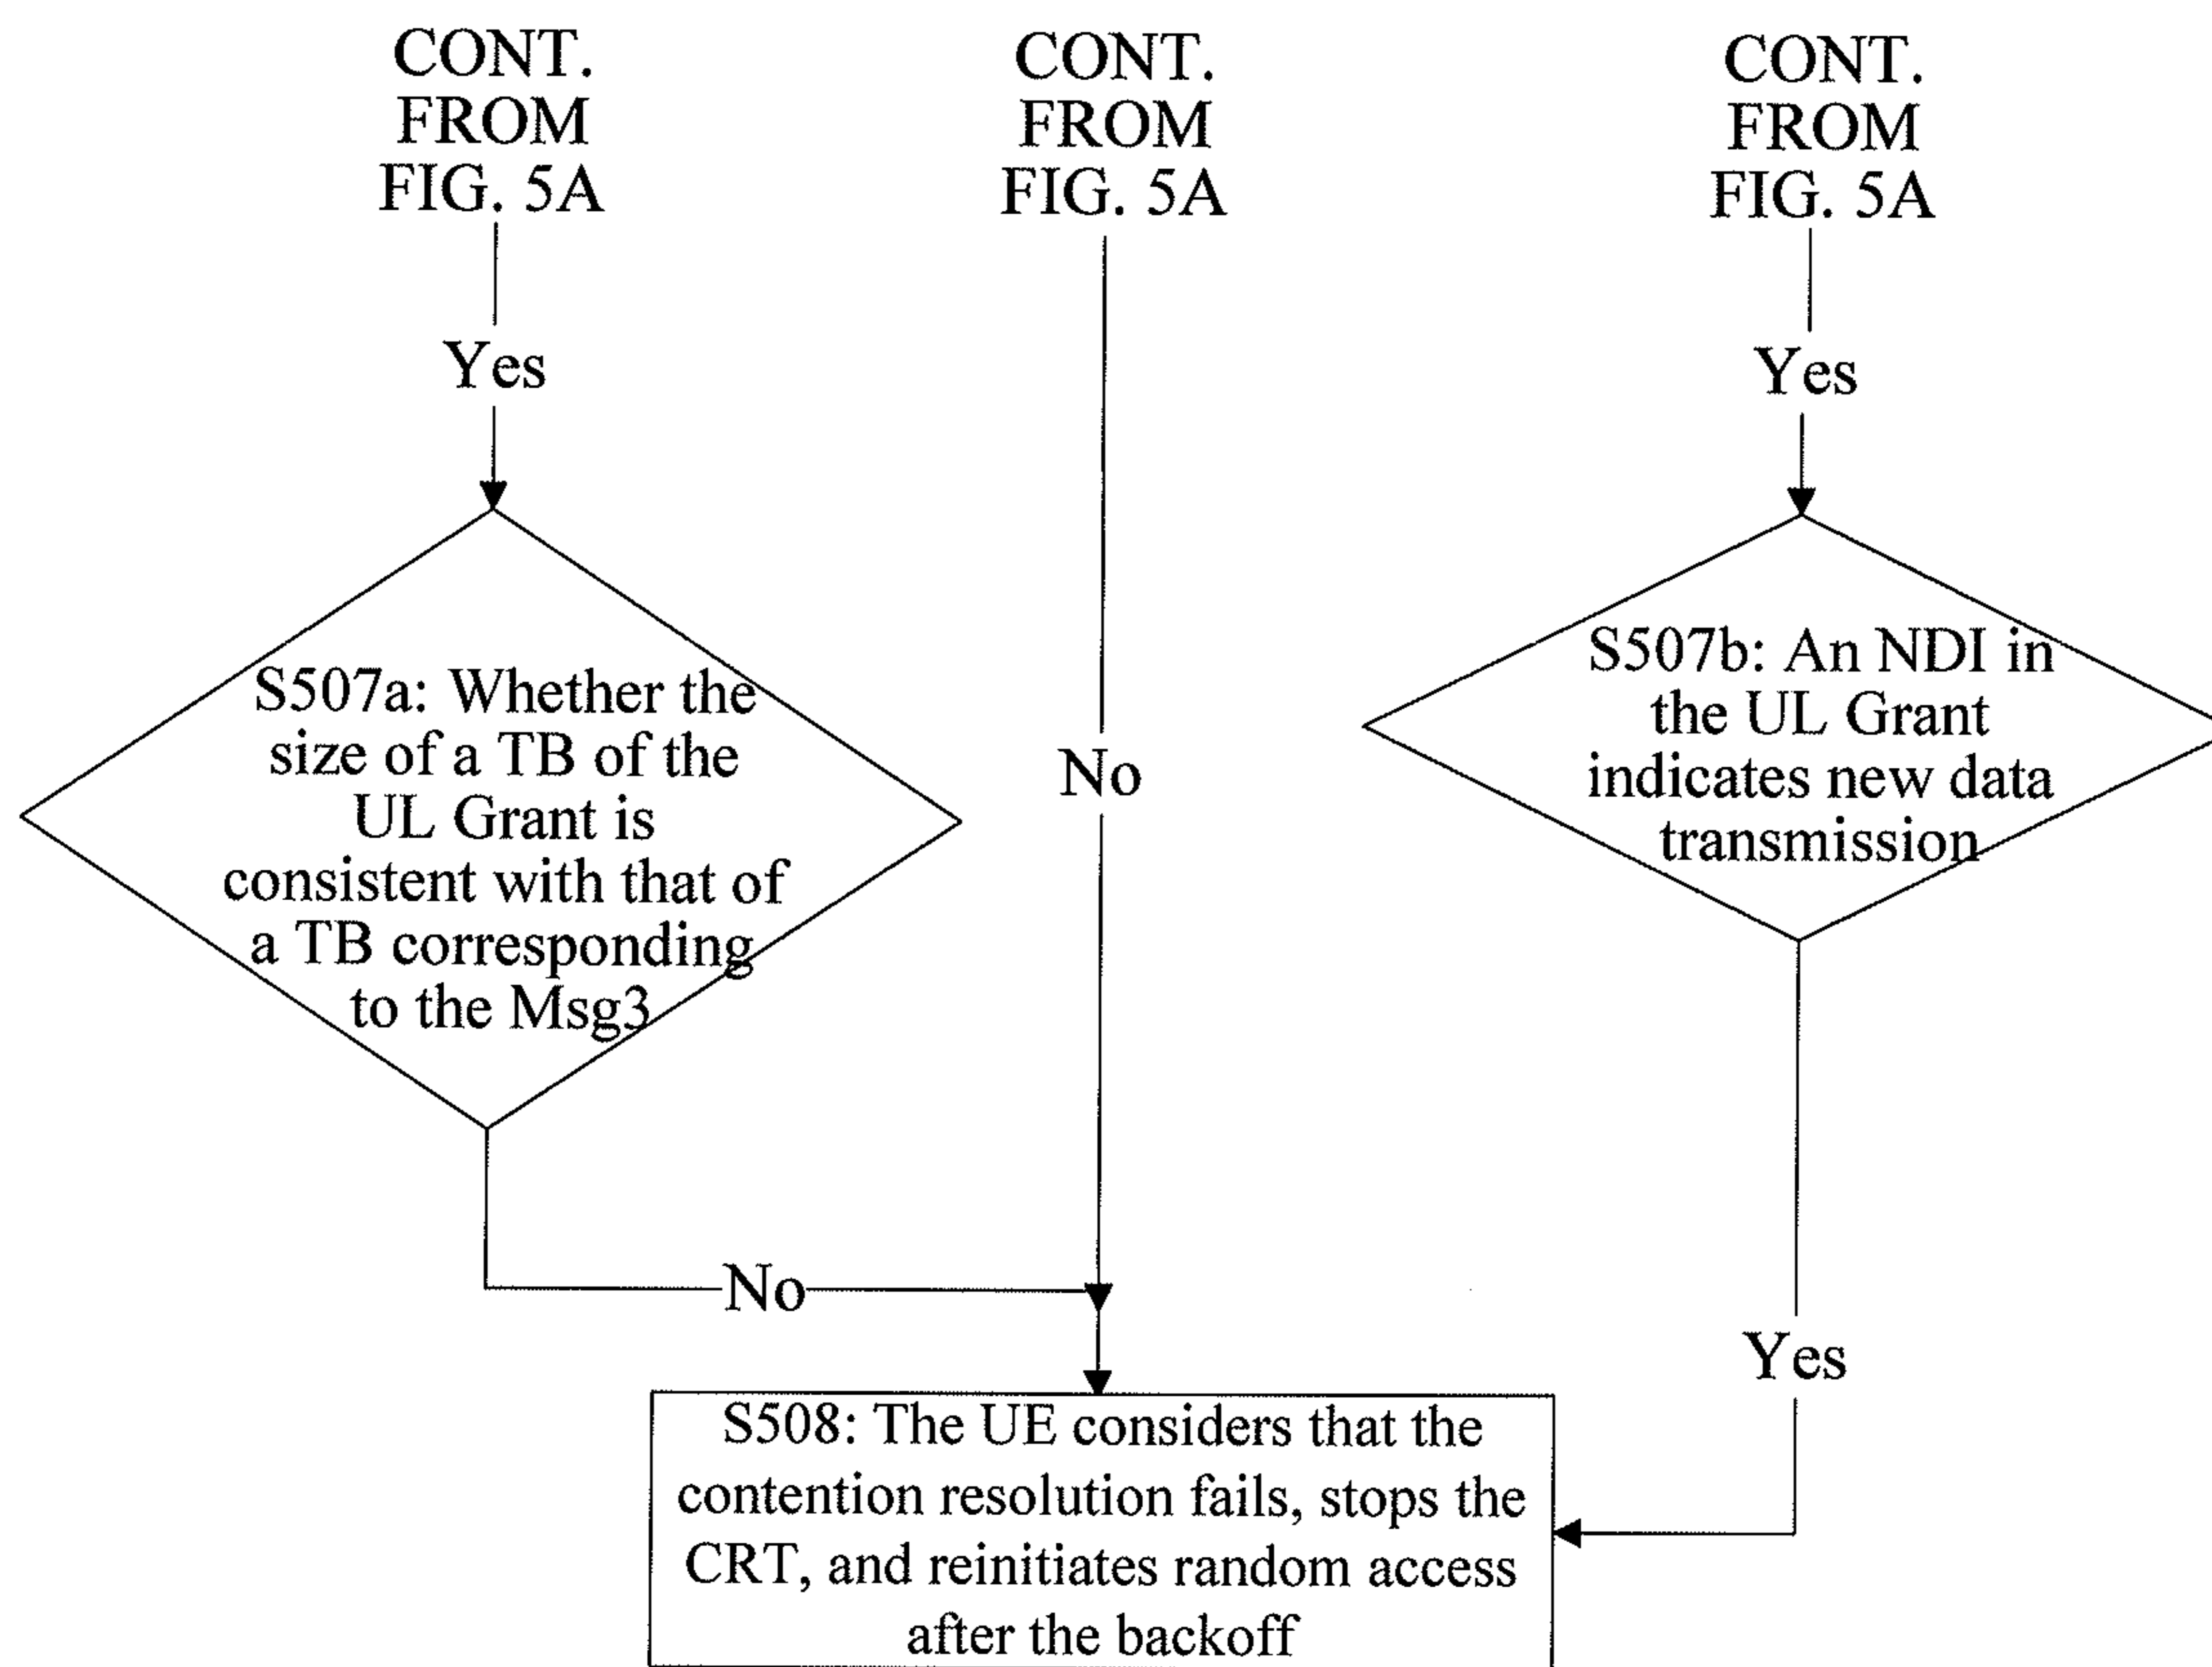 CONT.
FROM
FIG. 5A
CONT.
FROM
FIG. 5A
CONT.
FROM
FIG. 5A
Yes
Yes
S507a: Whether the
size of a TB of the
UL Grant is
consistent with that of
a TB corresponding
to the Msg3
No
S507b: An NDI in
the UL Grant
indicates new data
transmission
No
Yes
S508: The UE considers that the
contention resolution fails, stops the
CRT, and reinitiates random access
after the backoff